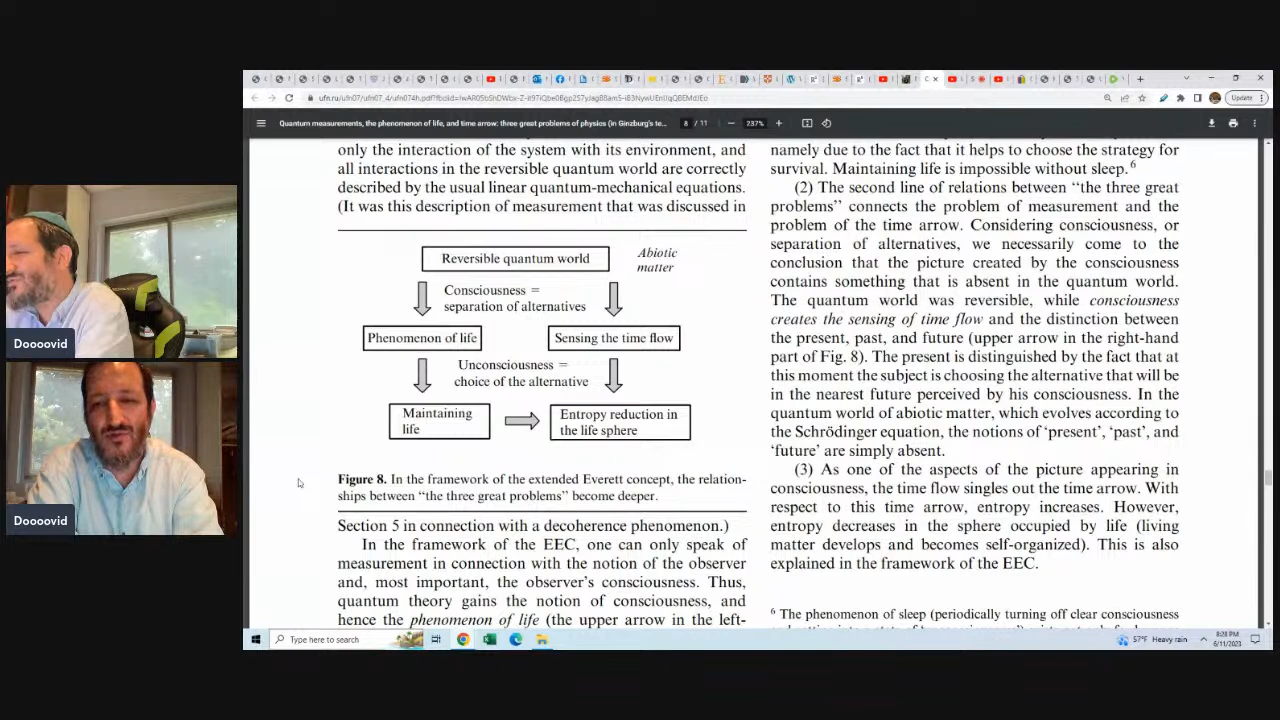 ufn.ru/ufn07/ufn07_4/ufn074h.pdf?fbclid=
Update
Quantum measurements, the phenomenon of life, and time arrow: three great problems of physics (in Ginzburg's te...
8 / 11
237%
only the interaction of the system with its environment, and
all interactions in the reversible quantum world are correctly
described by the usual linear quantum-mechanical equations.
(It was this description of measurement that was discussed in
Reversible quantum world
Abiotic
matter
Consciousness =
separation of alternatives
Phenomenon of life
Sensing the time flow
Unconsciousness =
choice of the alternative
Maintaining
life
Entropy reduction in
the life sphere
Figure 8. In the framework of the extended Everett concept, the relation-
ships between “the three great problems” become deeper.
Section 5 in connection with a decoherence phenomenon.)
In the framework of the EEC, one can only speak of
measurement in connection with the notion of the observer
and, most important, the observer's consciousness. Thus,
quantum theory gains the notion of consciousness, and
hence the phenomenon of life (the upper arrow in the left-
namely due to the fact that it helps to choose the strategy for
survival. Maintaining life is impossible without sleep.⁶
(2) The second line of relations between “the three great
problems” connects the problem of measurement and the
problem of the time arrow. Considering consciousness, or
separation of alternatives, we necessarily come to the
conclusion that the picture created by the consciousness
contains something that is absent in the quantum world.
The quantum world was reversible, while consciousness
creates the sensing of time flow and the distinction between
the present, past, and future (upper arrow in the right-hand
part of Fig. 8). The present is distinguished by the fact that at
this moment the subject is choosing the alternative that will be
in the nearest future perceived by his consciousness. In the
quantum world of abiotic matter, which evolves according to
the Schrödinger equation, the notions of ‘present’, ‘past’, and
‘future’ are simply absent.
(3) As one of the aspects of the picture appearing in
consciousness, the time flow singles out the time arrow. With
respect to this time arrow, entropy increases. However,
entropy decreases in the sphere occupied by life (living
matter develops and becomes self-organized). This is also
explained in the framework of the EEC.
⁶ The phenomenon of sleep (periodically turning off clear consciousness
Doooovid
Doooovid
Type here to search
57°F Heavy rain
8:28 PM
6/11/2023